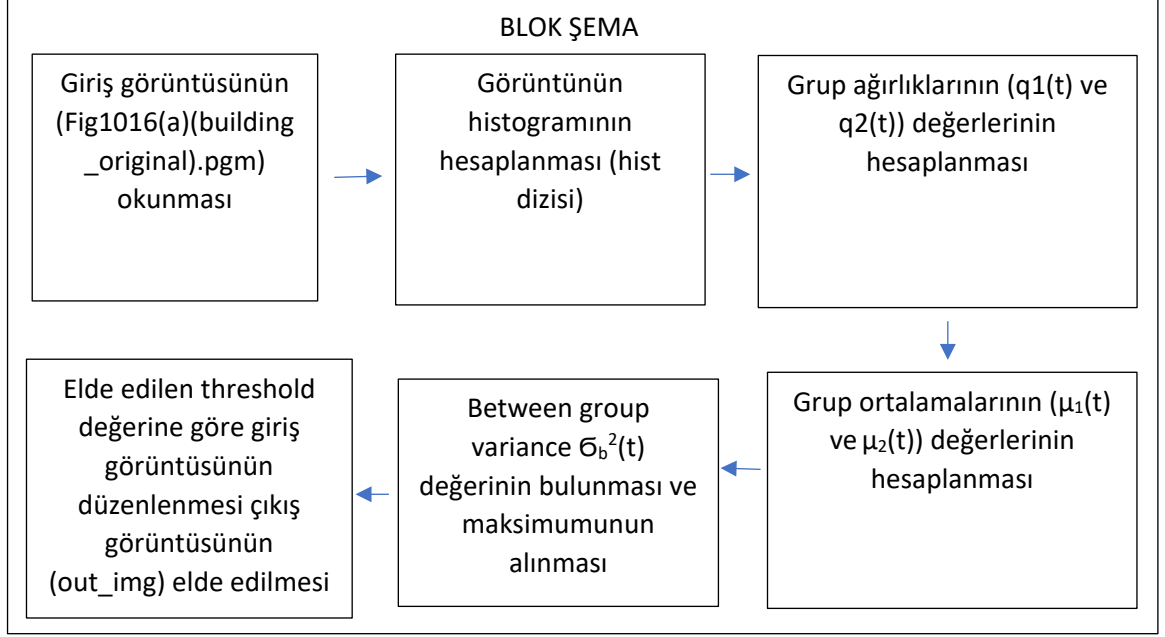 BLOK ŞEMA
Giriş görüntüsünün
(Fig1016(a)(building
_original).pgm)
okunması
Görüntünün
histogramının
hesaplanması (hist
dizisi)
Grup ağırlıklarının (q1(t) ve
q2(t)) değerlerinin
hesaplanması
Grup ortalamalarının (µ₁(t)
ve µ₂(t)) değerlerinin
hesaplanması
Between group
variance Ϭb²(t)
değerinin bulunması ve
maksimumunun
alınması
Elde edilen threshold
değerine göre giriş
görüntüsünün
düzenlenmesi çıkış
görüntüsünün
(out_img) elde edilmesi